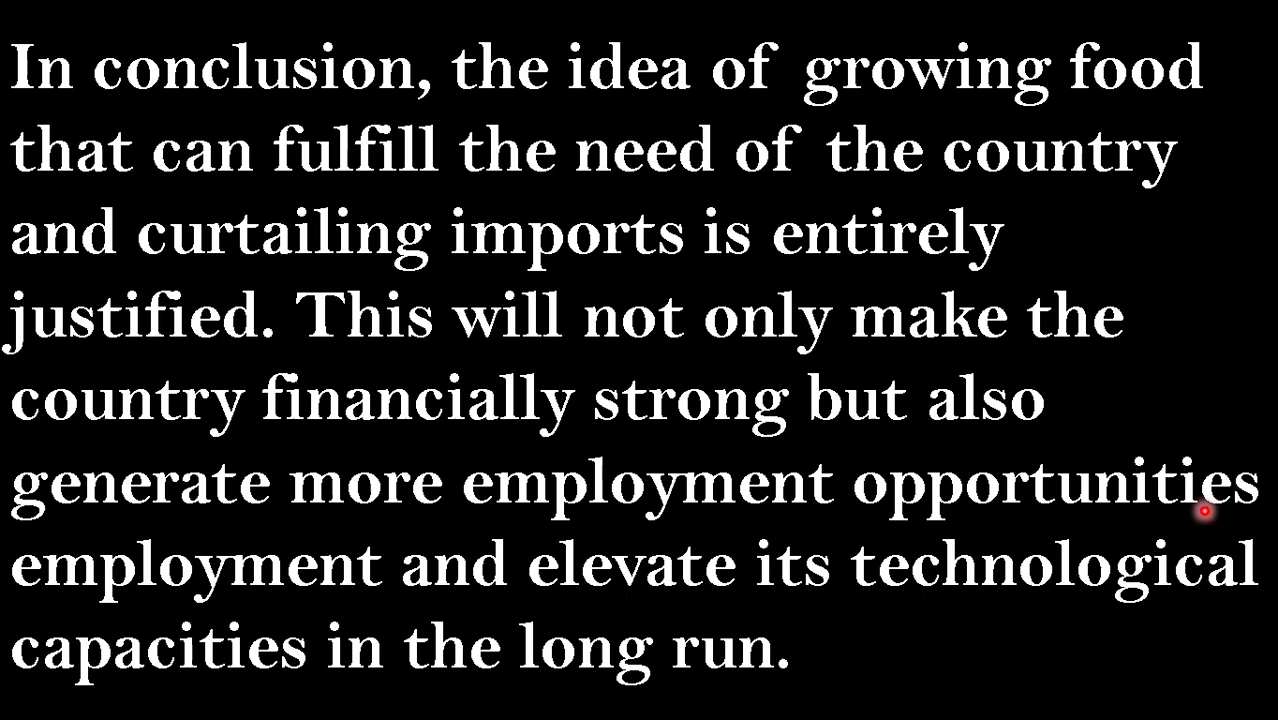 In conclusion, the idea of growing food
that can fulfill the need of the country
and curtailing imports is entirely
justified. This will not only make the
country financially strong but also
generate more employment opportunities
employment and elevate its technological
capacities in the long run.